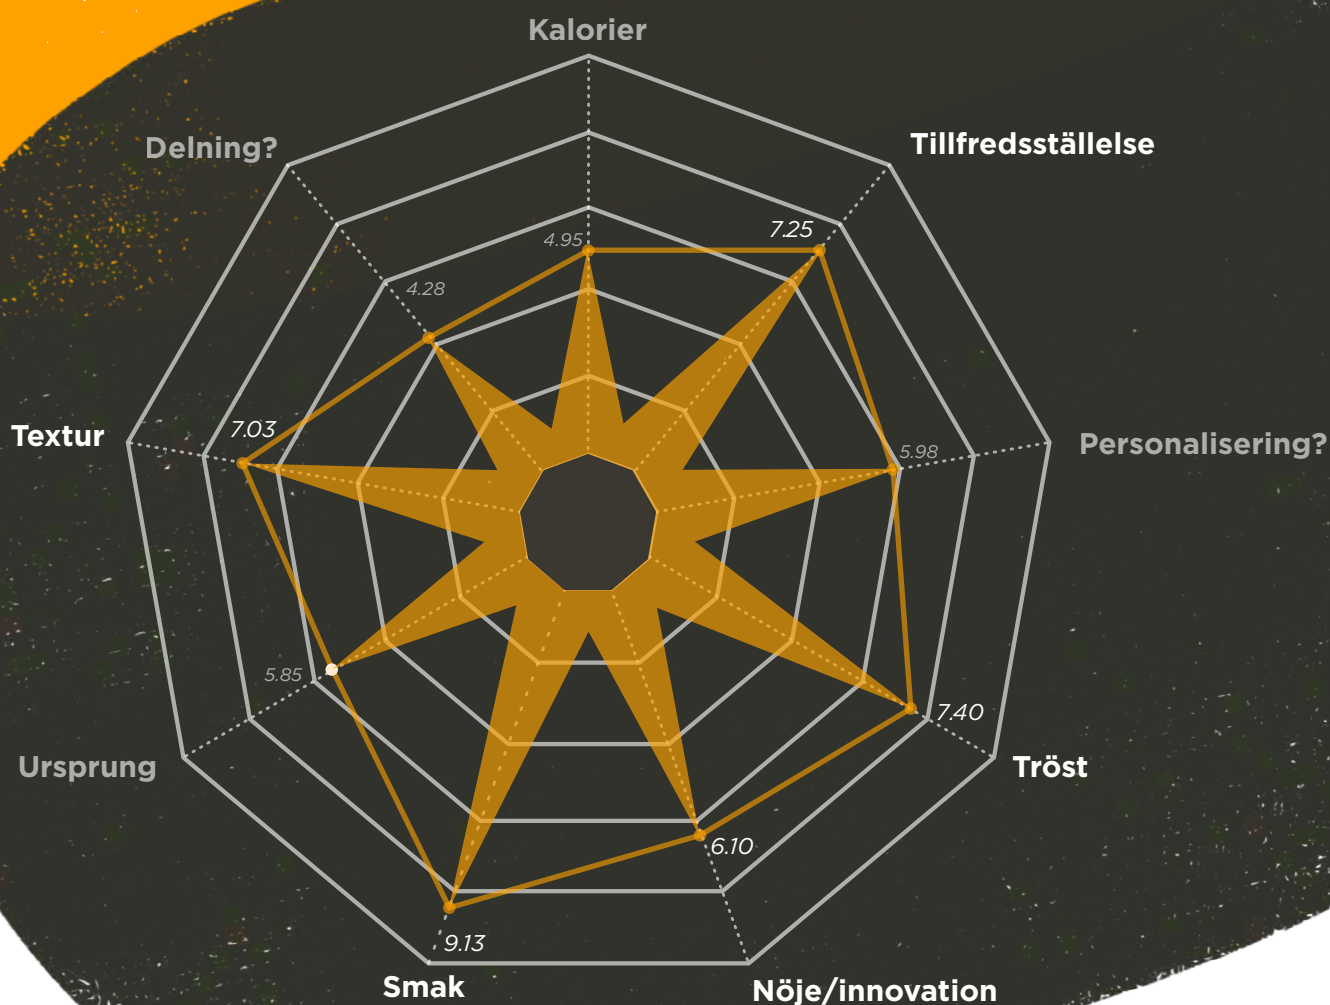 Kalorier
Delning?
Tillfredsställelse
4.95
7.25
4.28
Textur
7.03
5.98
Personalisering?
5.85
7.40
Ursprung
Tröst
6.10
9.13
Smak
Nöje/innovation